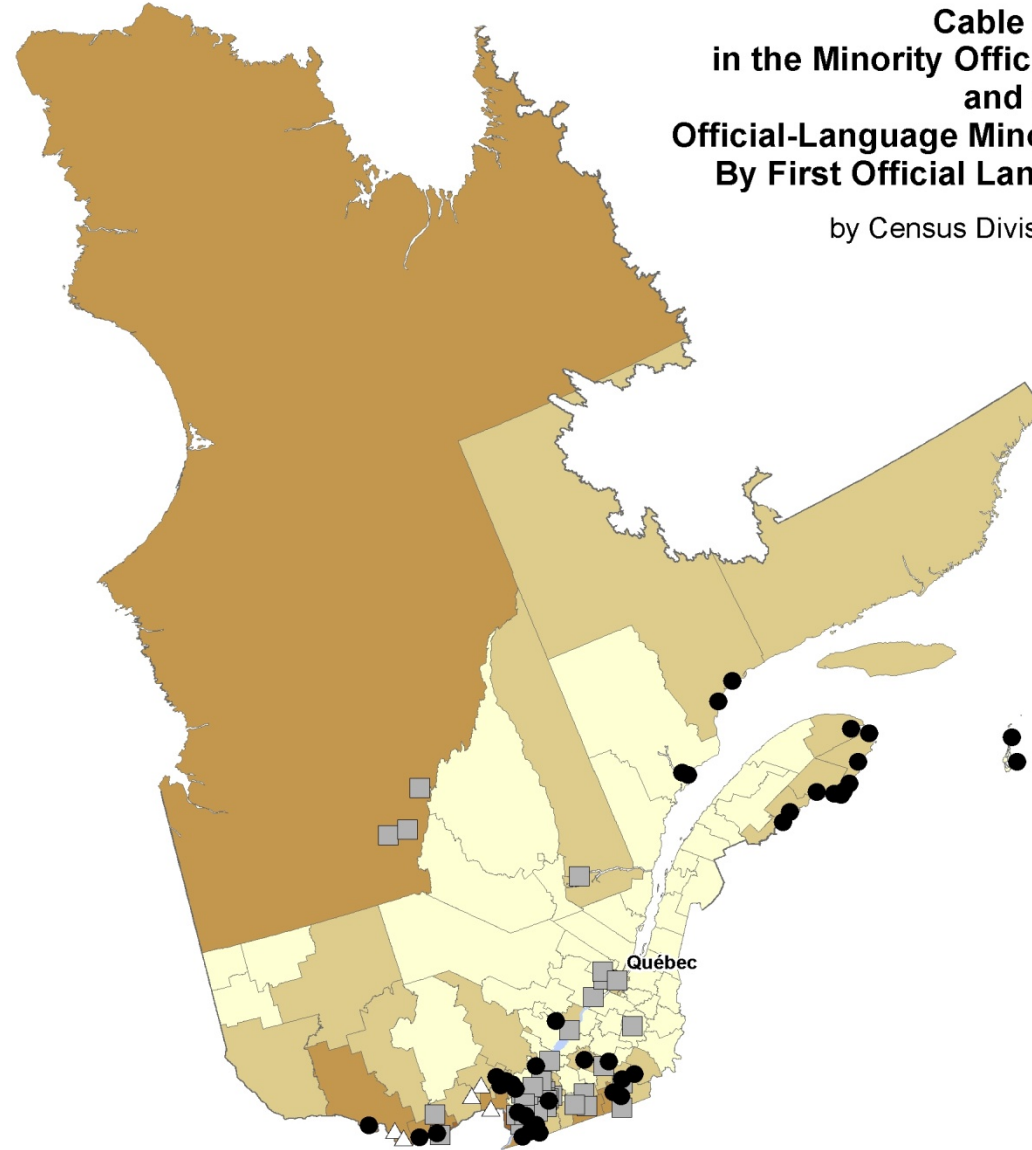 Cable
in the Minority Offic
and
Official-Language Mino
By First Official Lan
by Census Divis
Québec